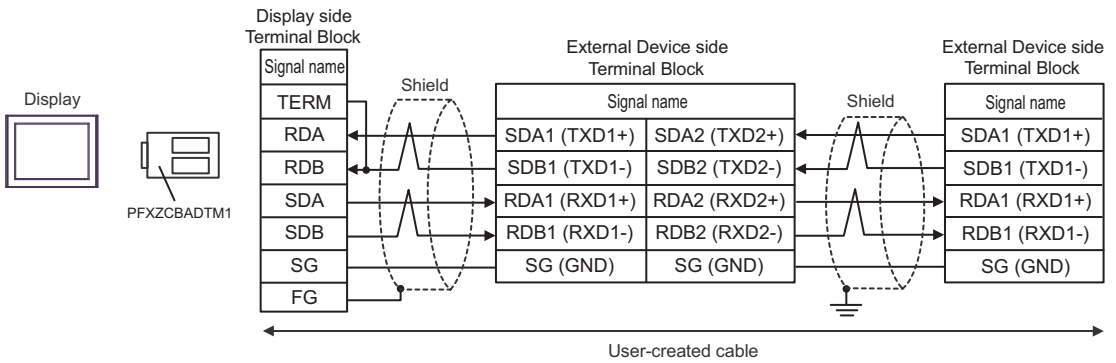 Display
PFXZCBADTM1
Display side
Terminal Block
Signal name
TERM
RDA
RDB
SDA
SDB
SG
FG
Shield
External Device side
Terminal Block
Signal name
SDA1 (TXD1+) SDA2 (TXD2+)
SDB1 (TXD1-) SDB2 (TXD2-)
RDA1 (RXD1+) RDA2 (RXD2+)
RDB1 (RXD1-) RDB2 (RXD2-)
SG (GND) SG (GND)
Shield
External Device side
Terminal Block
Signal name
SDA1 (TXD1+)
SDB1 (TXD1-)
RDA1 (RXD1+)
RDB1 (RXD1-)
SG (GND)
User-created cable